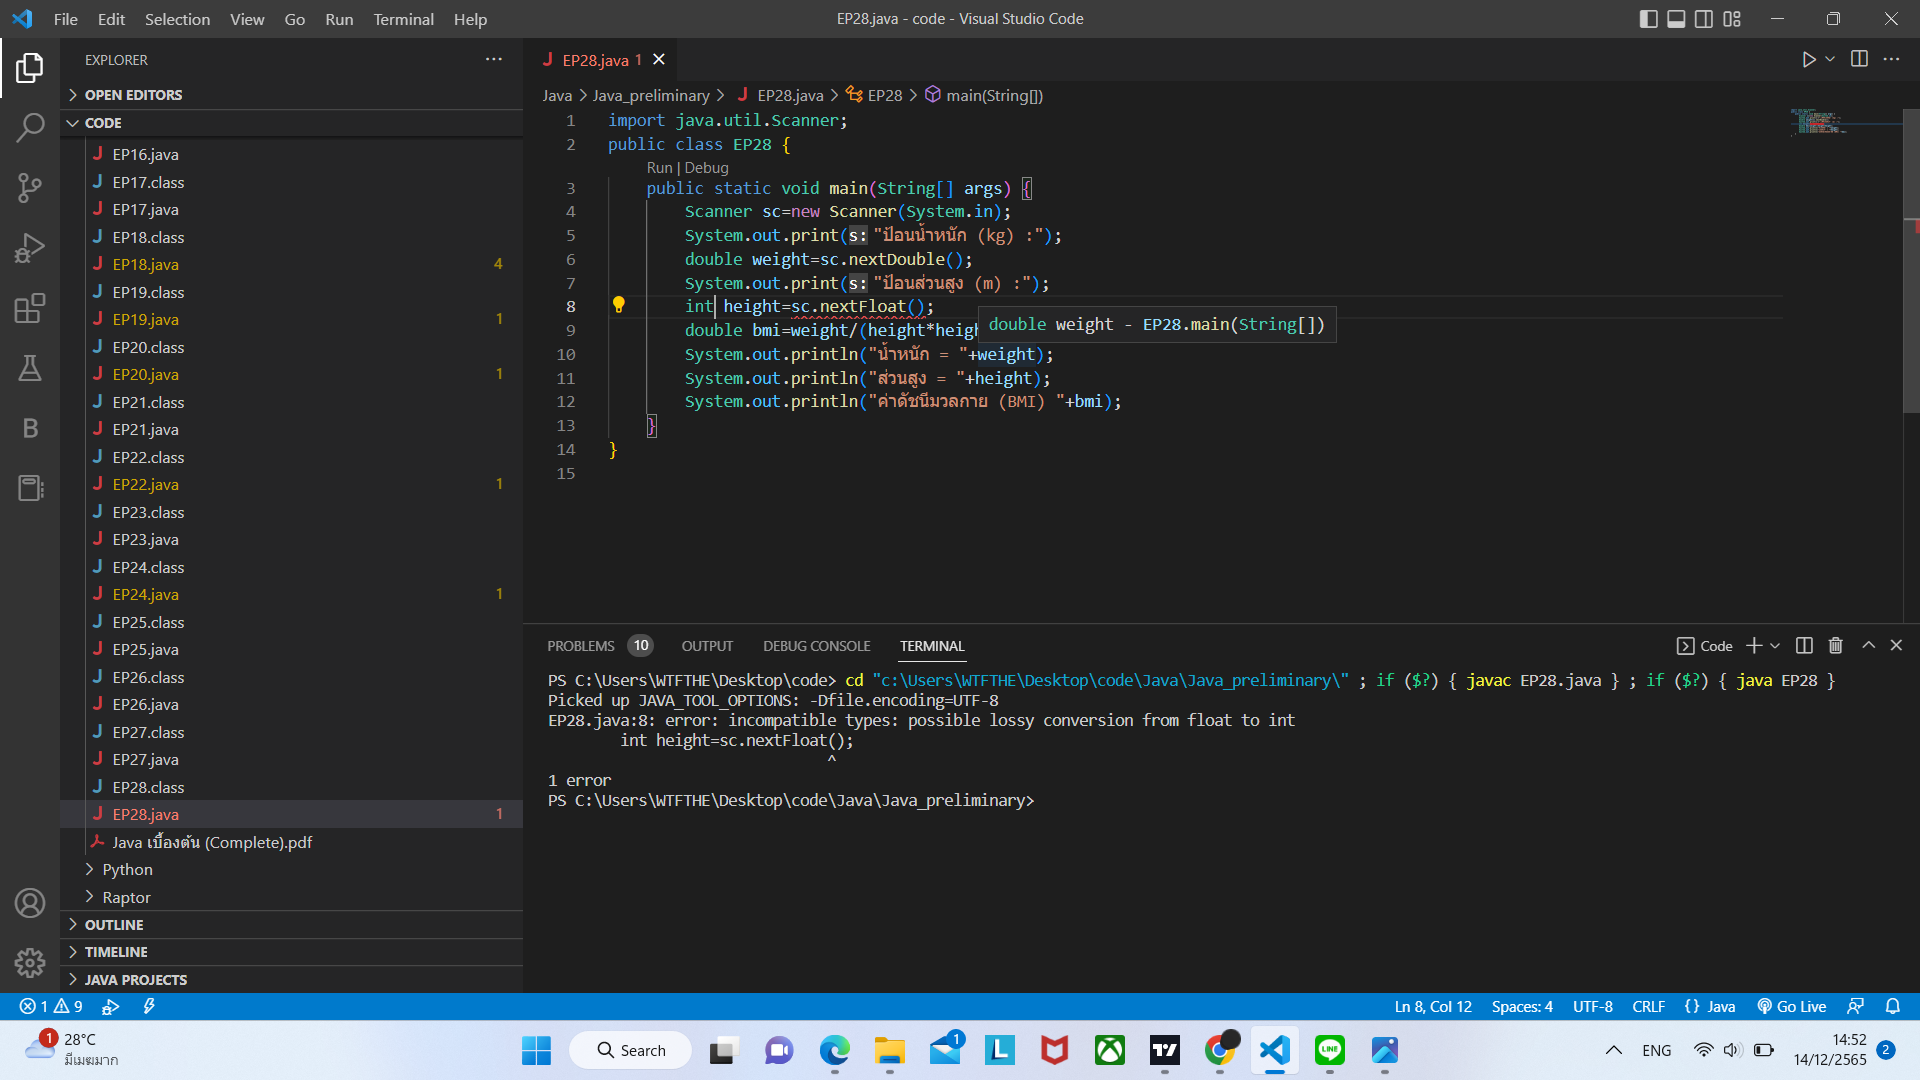 File Edit Selection View Go Run Terminal Help
EP28.java - code - Visual Studio Code
EXPLORER
OPEN EDITORS
CODE
EP16.java
EP17.class
EP17.java
EP18.class
EP18.java 4
EP19.class
EP19.java 1
EP20.class
EP20.java 1
EP21.class
EP21.java
EP22.class
EP22.java 1
EP23.class
EP23.java
EP24.class
EP24.java 1
EP25.class
EP25.java
EP26.class
EP26.java
EP27.class
EP27.java
EP28.class
EP28.java 1
Java เบื้องต้น (Complete).pdf
Python
Raptor
OUTLINE
TIMELINE
JAVA PROJECTS
EP28.java 1
Java > Java_preliminary > EP28.java > EP28 > main(String[])
1 import java.util.Scanner;
2 public class EP28 {
Run | Debug
3 public static void main(String[] args) {
4 Scanner sc=new Scanner(System.in);
5 System.out.print(s: "ป้อนน้ำหนัก (kg) :");
6 double weight=sc.nextDouble();
7 System.out.print(s: "ป้อนส่วนสูง (m) :");
8 int height=sc.nextFloat();
double weight - EP28.main(String[])
9 double bmi=weight/(height*heigh
10 System.out.println("น้ำหนัก = "+weight);
11 System.out.println("ส่วนสูง = "+height);
12 System.out.println("ค่าดัชนีมวลกาย (BMI) "+bmi);
13 }
14 }
15
PROBLEMS 10 OUTPUT DEBUG CONSOLE TERMINAL
Code
PS C:\Users\WTFTHE\Desktop\code> cd "c:\Users\WTFTHE\Desktop\code\Java\Java_preliminary\" ; if ($?) { javac EP28.java } ; if ($?) { java EP28 }
Picked up JAVA_TOOL_OPTIONS: -Dfile.encoding=UTF-8
EP28.java:8: error: incompatible types: possible lossy conversion from float to int
int height=sc.nextFloat();
^
1 error
PS C:\Users\WTFTHE\Desktop\code\Java\Java_preliminary>
1 9
Ln 8, Col 12 Spaces: 4 UTF-8 CRLF {} Java Go Live
1
28°C
มีเมฆมาก
Search
1
LINE
ENG
14:52
14/12/2565
2